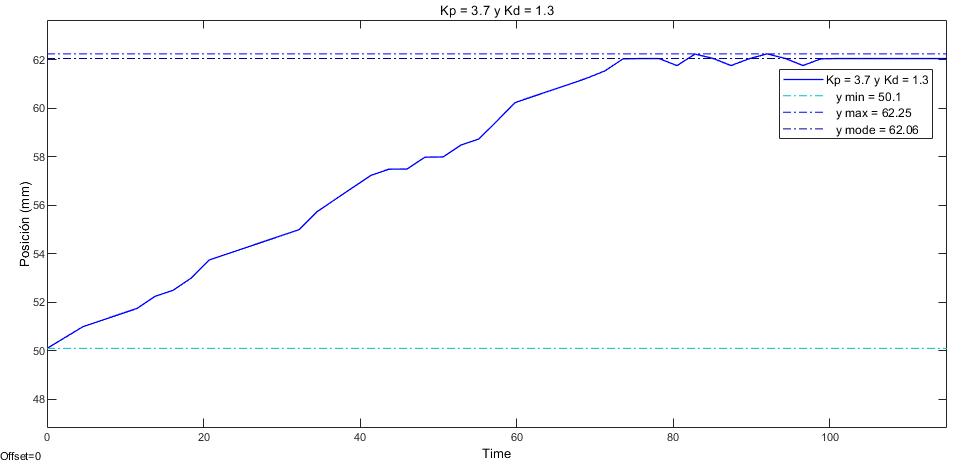 Kp = 3.7 y Kd = 1.3
62
60
58
56
54
52
50
48
Posición (mm)
Kp = 3.7 y Kd = 1.3
y min = 50.1
y max = 62.25
y mode = 62.06
0 20 40 60 80 100
Time
Offset=0